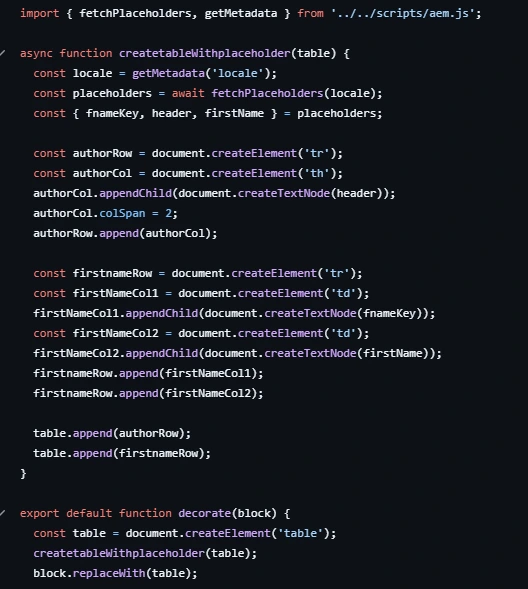 import { fetchPlaceholders, getMetadata } from '../../scripts/aem.js';
async function createtableWithplaceholder(table) {
const locale = getMetadata('locale');
const placeholders = await fetchPlaceholders(locale);
const { fnameKey, header, firstName } = placeholders;
const authorRow = document.createElement('tr');
const authorCol = document.createElement('th');
authorCol.appendChild(document.createTextNode(header));
authorCol.colSpan = 2;
authorRow.append(authorCol);
const firstnameRow = document.createElement('tr');
const firstNameCol1 = document.createElement('td');
firstNameCol1.appendChild(document.createTextNode(fnameKey));
const firstNameCol2 = document.createElement('td');
firstNameCol2.appendChild(document.createTextNode(firstName));
firstnameRow.append(firstNameCol1);
firstnameRow.append(firstNameCol2);
table.append(authorRow);
table.append(firstnameRow);
}
export default function decorate(block) {
const table = document.createElement('table');
createtableWithplaceholder(table);
block.replaceWith(table);